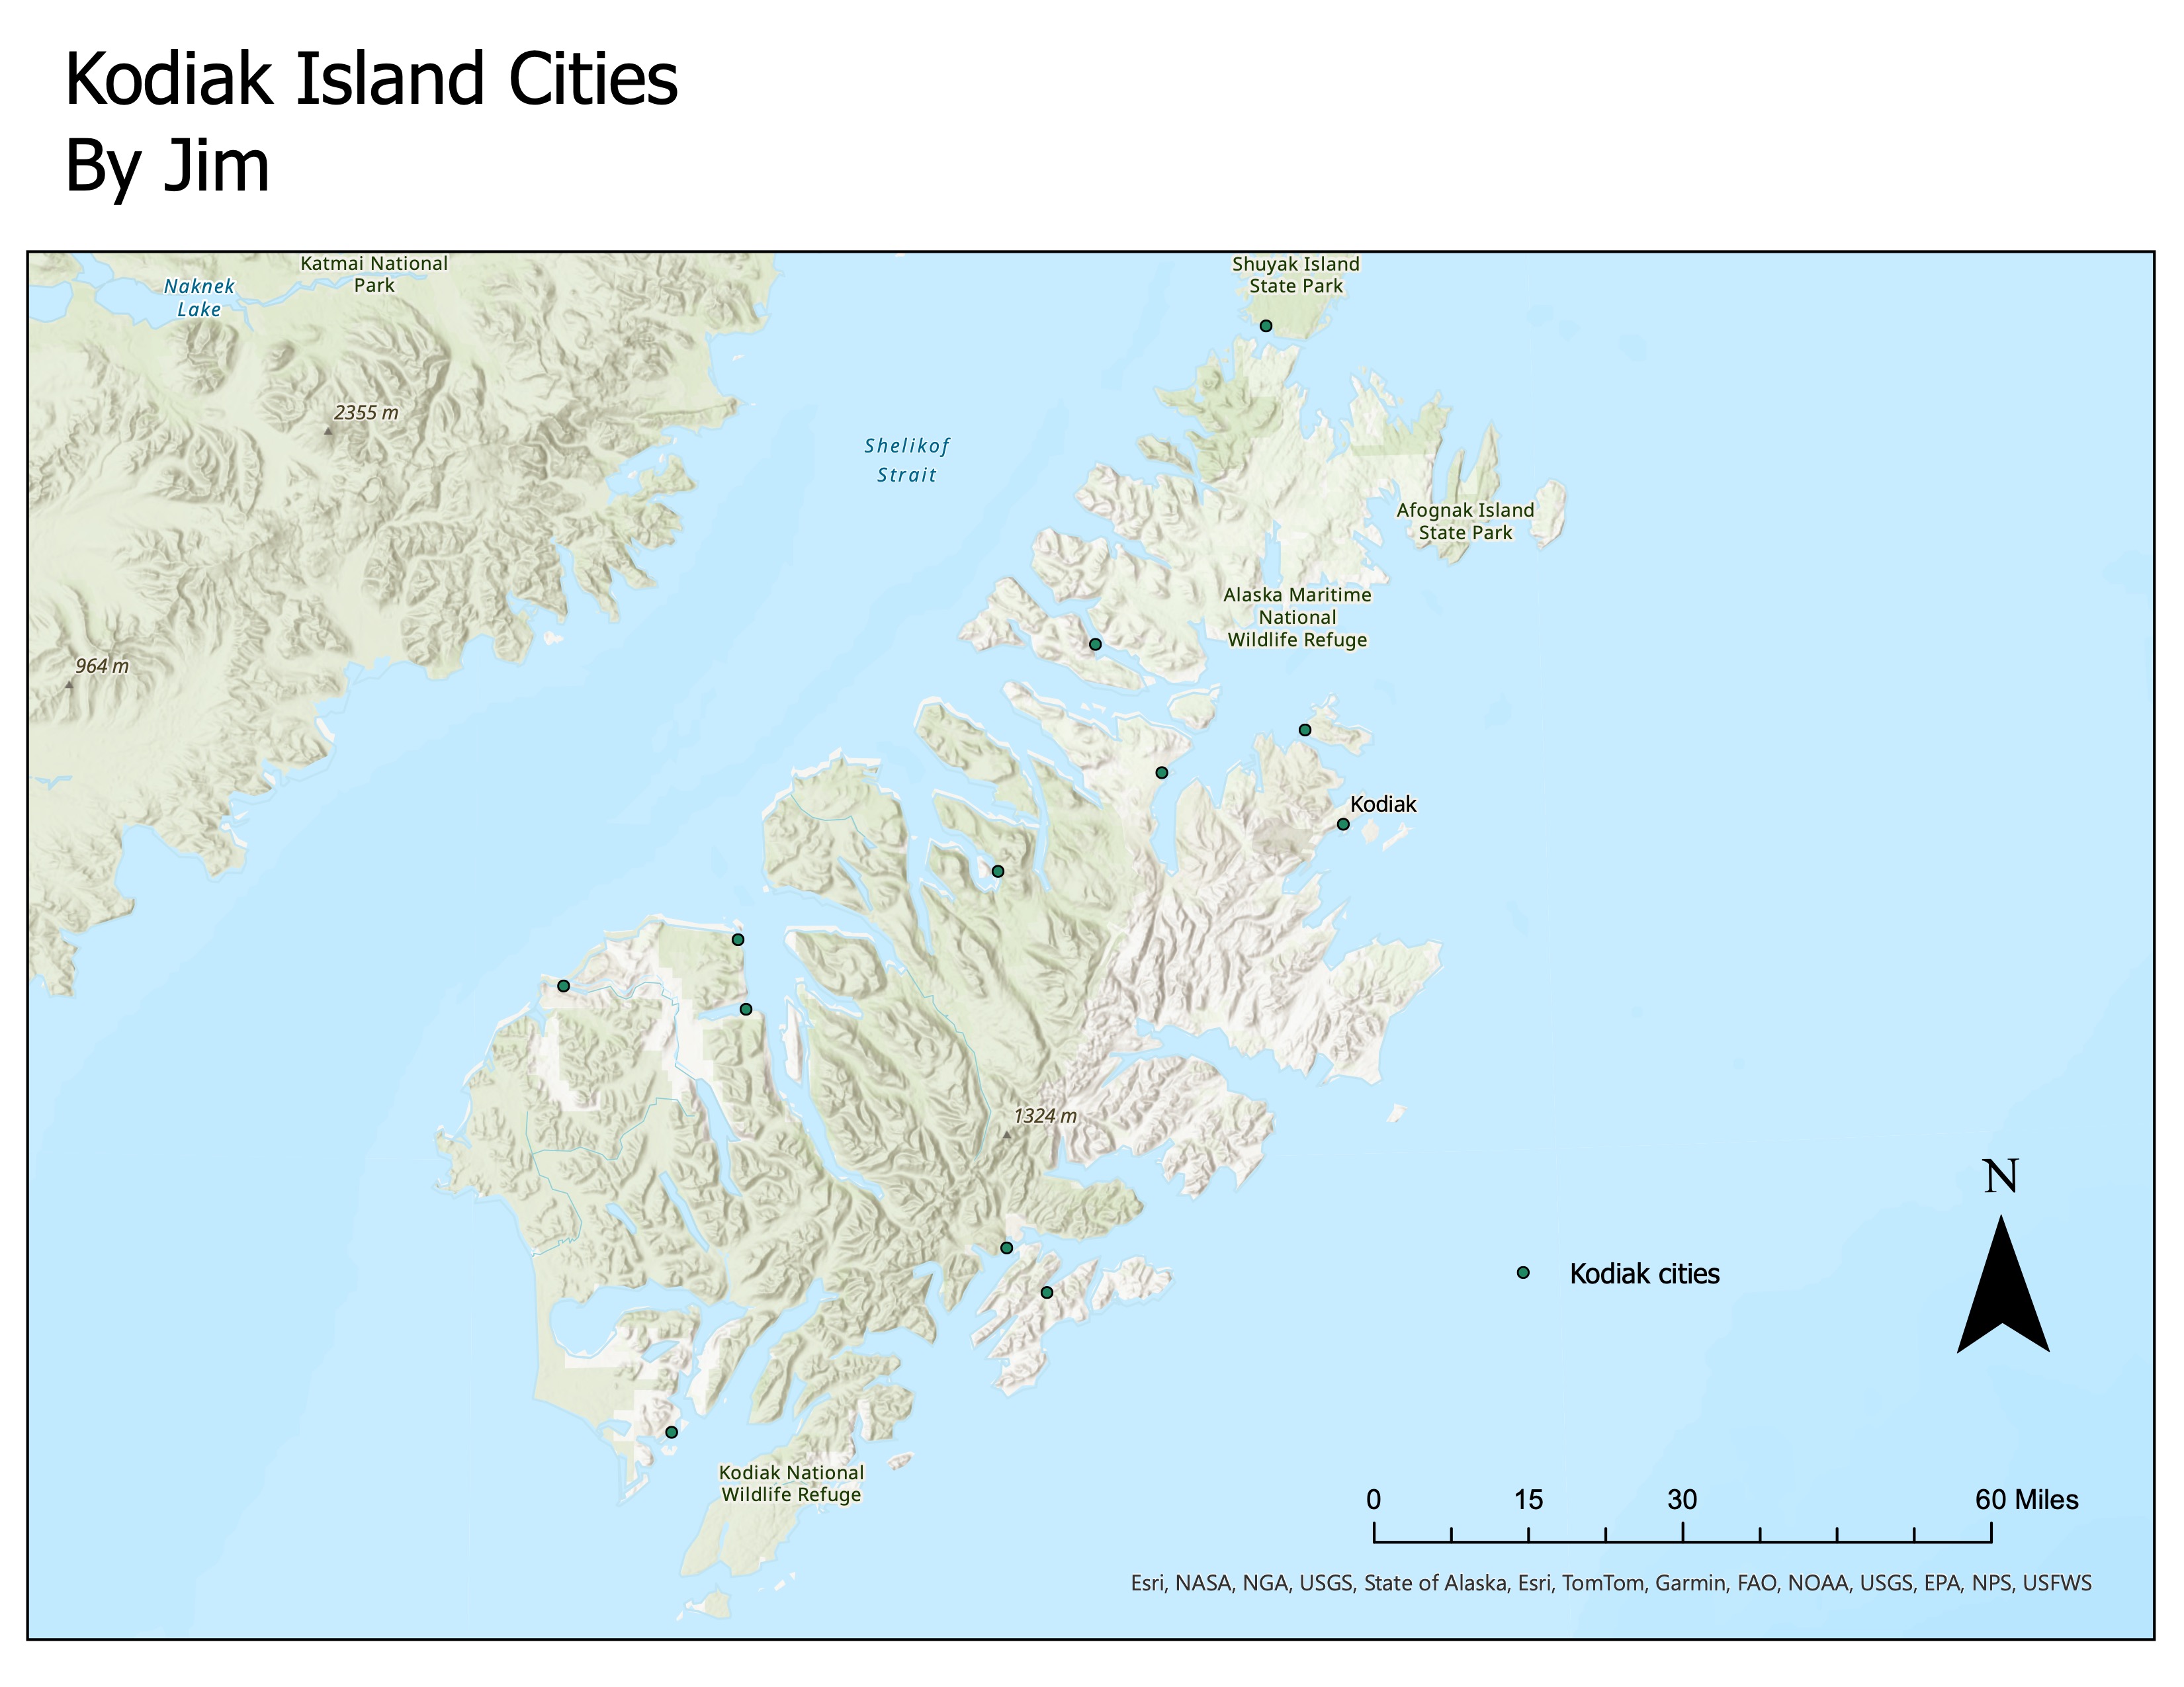 Kodiak Island Cities
By Jim
Katmai National
Park
Naknek
Lake
Shuyak Island
State Park
2355 m
Shelikof
Strait
Afognak Island
State Park
Alaska Maritime
National
Wildlife Refuge
964 m
Kodiak
1324 m
N
Kodiak cities
Kodiak National
Wildlife Refuge
0 15 30 60 Miles
Esri, NASA, NGA, USGS, State of Alaska, Esri, TomTom, Garmin, FAO, NOAA, USGS, EPA, NPS, USFWS